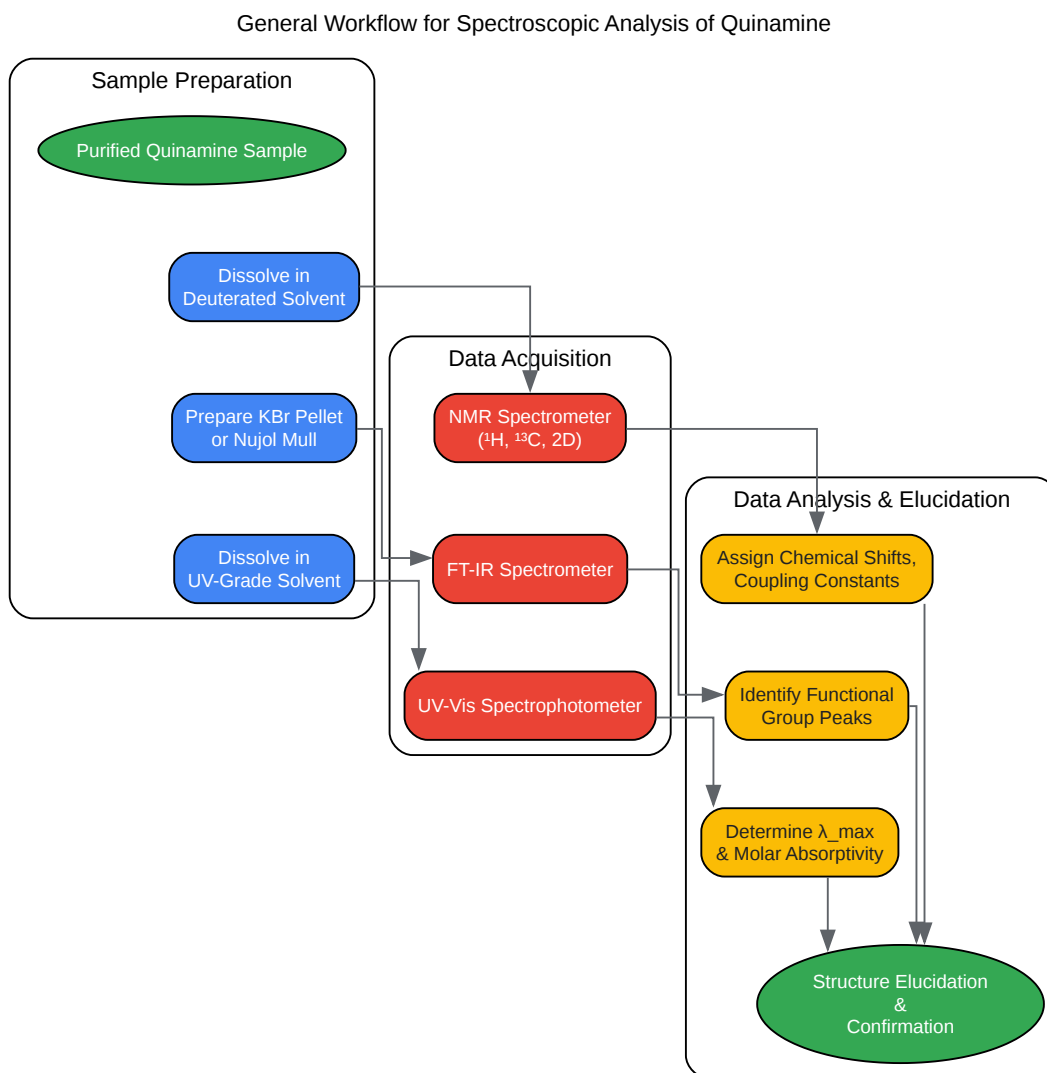 General Workflow for Spectroscopic Analysis of Quinamine
Sample Preparation
Purified Quinamine Sample
Dissolve in
Deuterated Solvent
Prepare KBr Pellet
or Nujol Mull
Dissolve in
UV-Grade Solvent
Data Acquisition
NMR Spectrometer
(¹H, ¹³C, 2D)
FT-IR Spectrometer
UV-Vis Spectrophotometer
Data Analysis & Elucidation
Assign Chemical Shifts,
Coupling Constants
Identify Functional
Group Peaks
Determine λ_max
& Molar Absorptivity
Structure Elucidation
&
Confirmation